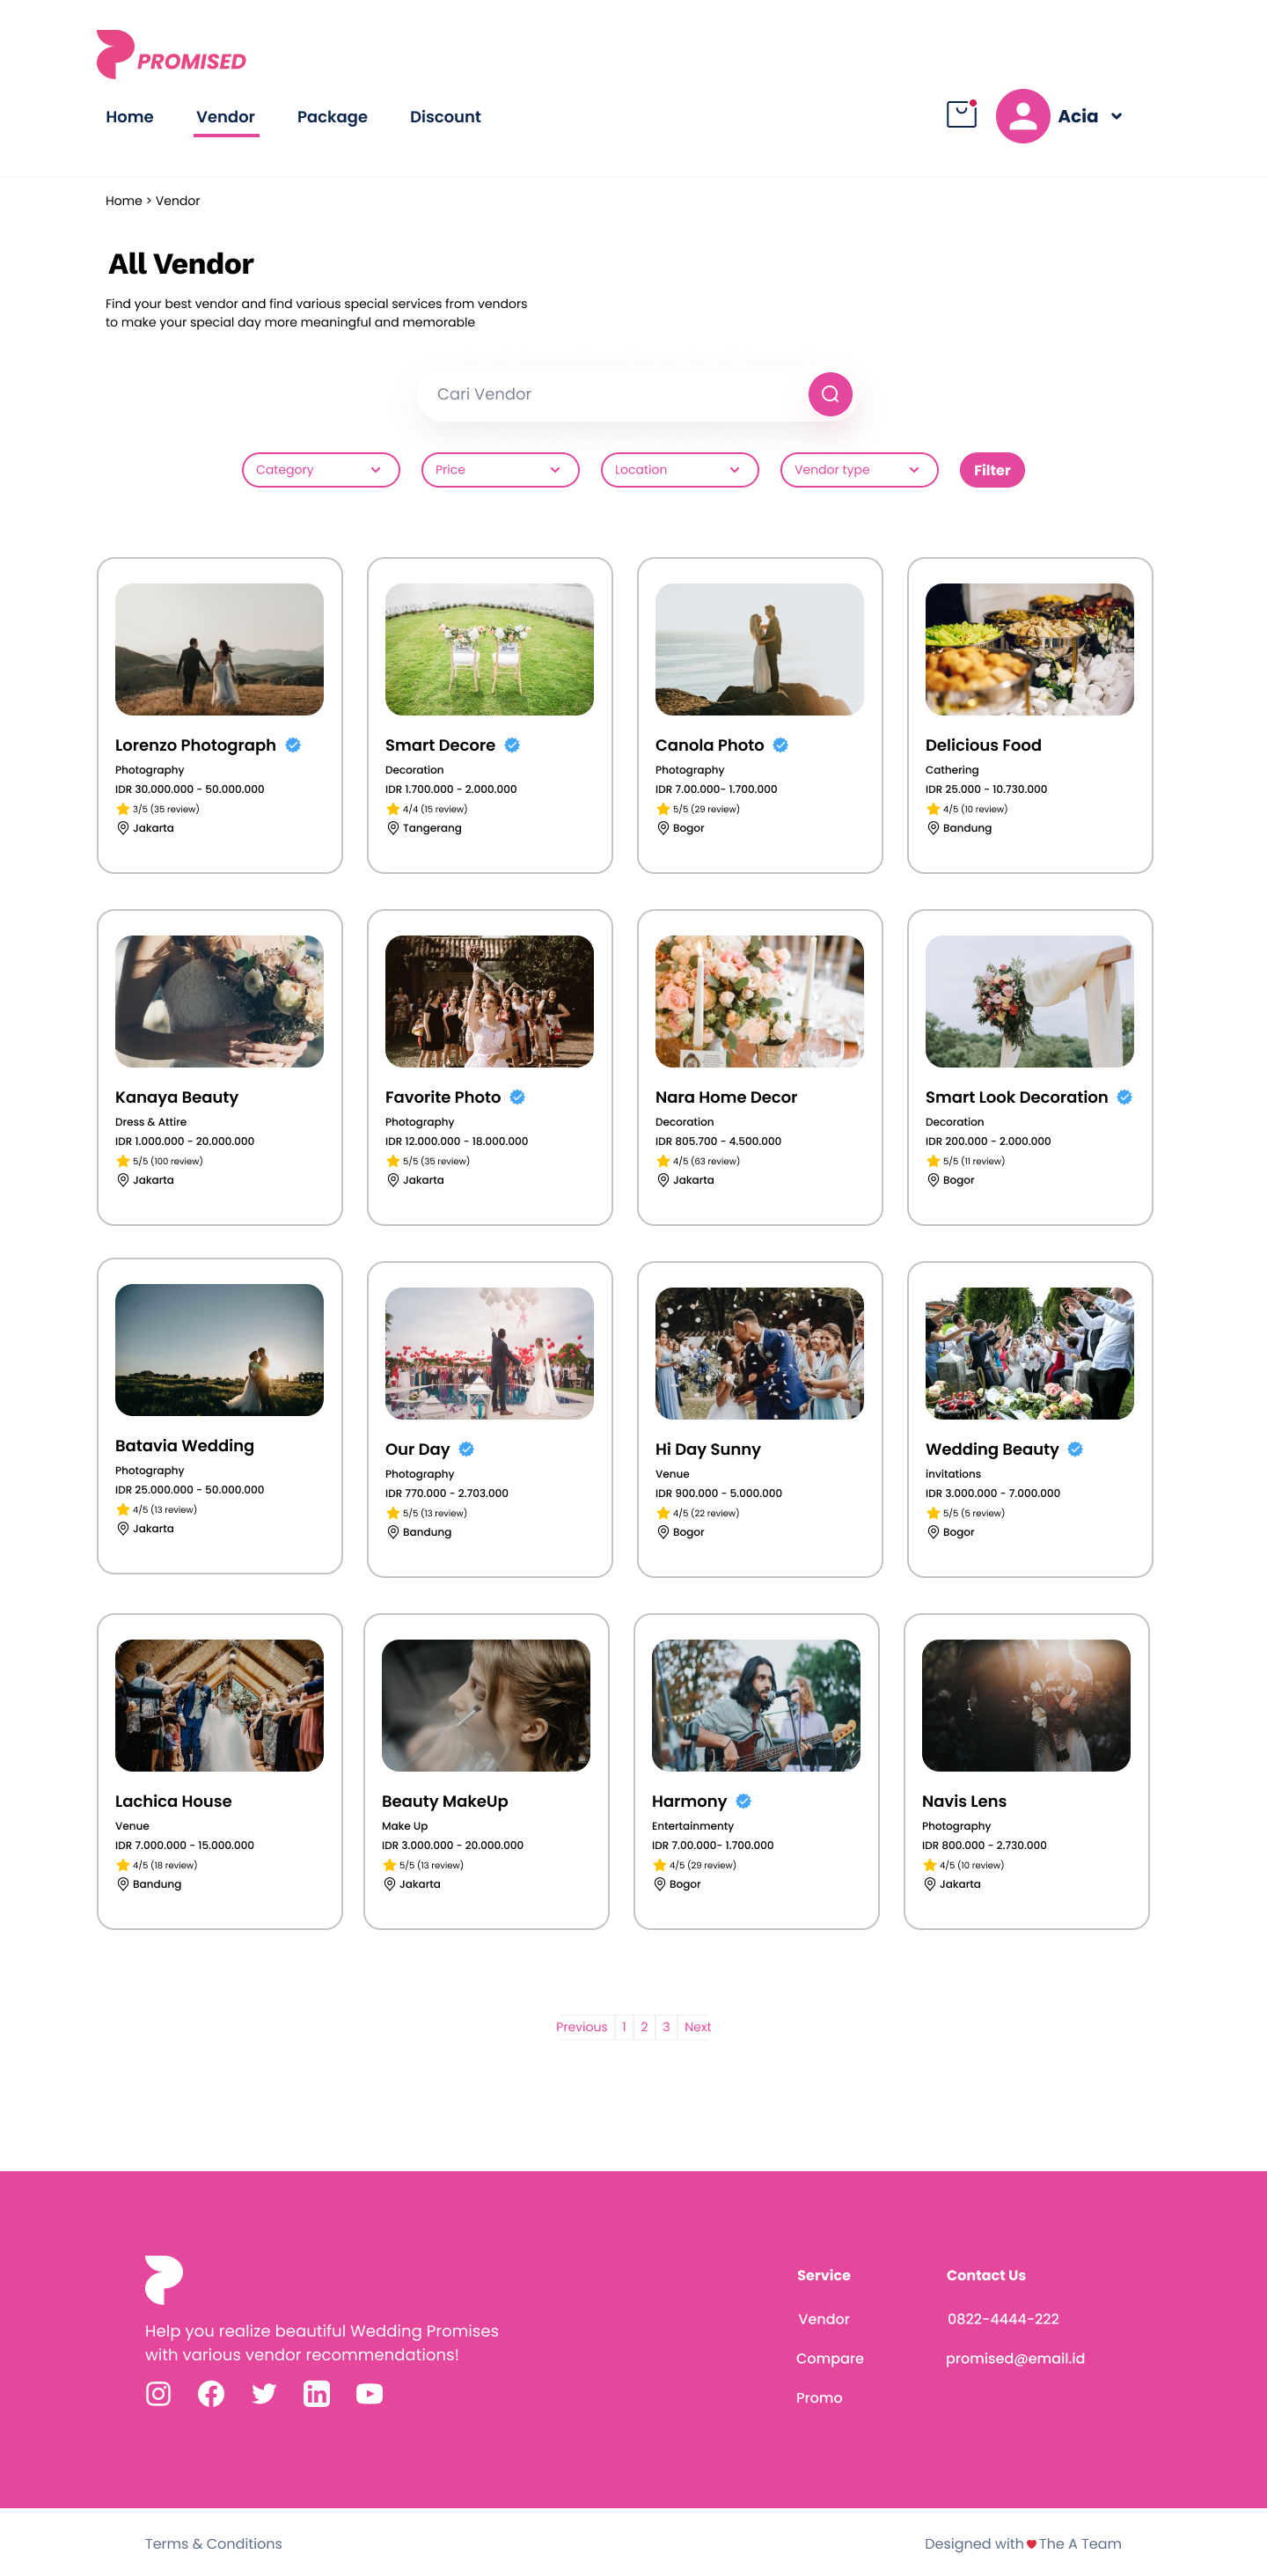 PROMISED
Home Vendor Package Discount
Acia
Home > Vendor
All Vendor
Find your best vendor and find various special services from vendors
to make your special day more meaningful and memorable
Cari Vendor
Category Price Location Vendor type Filter
Lorenzo Photograph
Photography
IDR 30.000.000 - 50.000.000
3/5 (35 review)
Jakarta
Smart Decore
Decoration
IDR 1.700.000 - 2.000.000
4/4 (15 review)
Tangerang
Canola Photo
Photography
IDR 7.00.000- 1.700.000
5/5 (29 review)
Bogor
Delicious Food
Cathering
IDR 25.000 - 10.730.000
4/5 (10 review)
Bandung
Kanaya Beauty
Dress & Attire
IDR 1.000.000 - 20.000.000
5/5 (100 review)
Jakarta
Favorite Photo
Photography
IDR 12.000.000 - 18.000.000
5/5 (35 review)
Jakarta
Nara Home Decor
Decoration
IDR 805.700 - 4.500.000
4/5 (63 review)
Jakarta
Smart Look Decoration
Decoration
IDR 200.000 - 2.000.000
5/5 (11 review)
Bogor
Batavia Wedding
Photography
IDR 25.000.000 - 50.000.000
4/5 (13 review)
Jakarta
Our Day
Photography
IDR 770.000 - 2.703.000
5/5 (13 review)
Bandung
Hi Day Sunny
Venue
IDR 900.000 - 5.000.000
4/5 (22 review)
Bogor
Wedding Beauty
invitations
IDR 3.000.000 - 7.000.000
5/5 (5 review)
Bogor
Lachica House
Venue
IDR 7.000.000 - 15.000.000
4/5 (18 review)
Bandung
Beauty MakeUp
Make Up
IDR 3.000.000 - 20.000.000
5/5 (13 review)
Jakarta
Harmony
Entertainmenty
IDR 7.00.000- 1.700.000
4/5 (29 review)
Bogor
Navis Lens
Photography
IDR 800.000 - 2.730.000
4/5 (10 review)
Jakarta
Previous 1 2 3 Next
Help you realize beautiful Wedding Promises
with various vendor recommendations!
Service
Vendor
Compare
Promo
Contact Us
0822-4444-222
promised@email.id
Terms & Conditions
Designed with The A Team